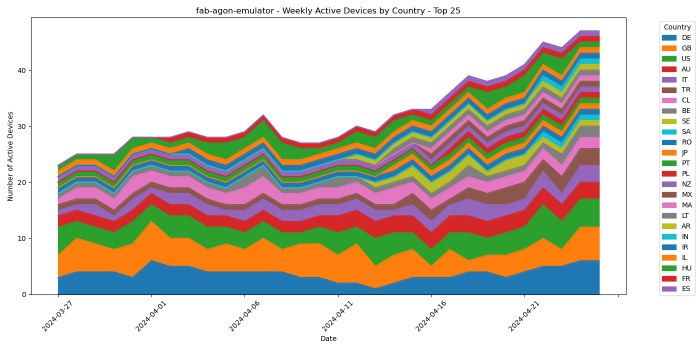 fab-agon-emulator - Weekly Active Devices by Country - Top 25
Number of Active Devices
40
30
20
10
0
2024-03-27
2024-04-01
2024-04-06
2024-04-11
2024-04-16
2024-04-21
Date
Country
DE
GB
US
AU
IT
TR
CL
BE
SE
SA
RO
JP
PT
PL
NZ
MX
MA
LT
AR
IN
IR
IL
HU
FR
ES